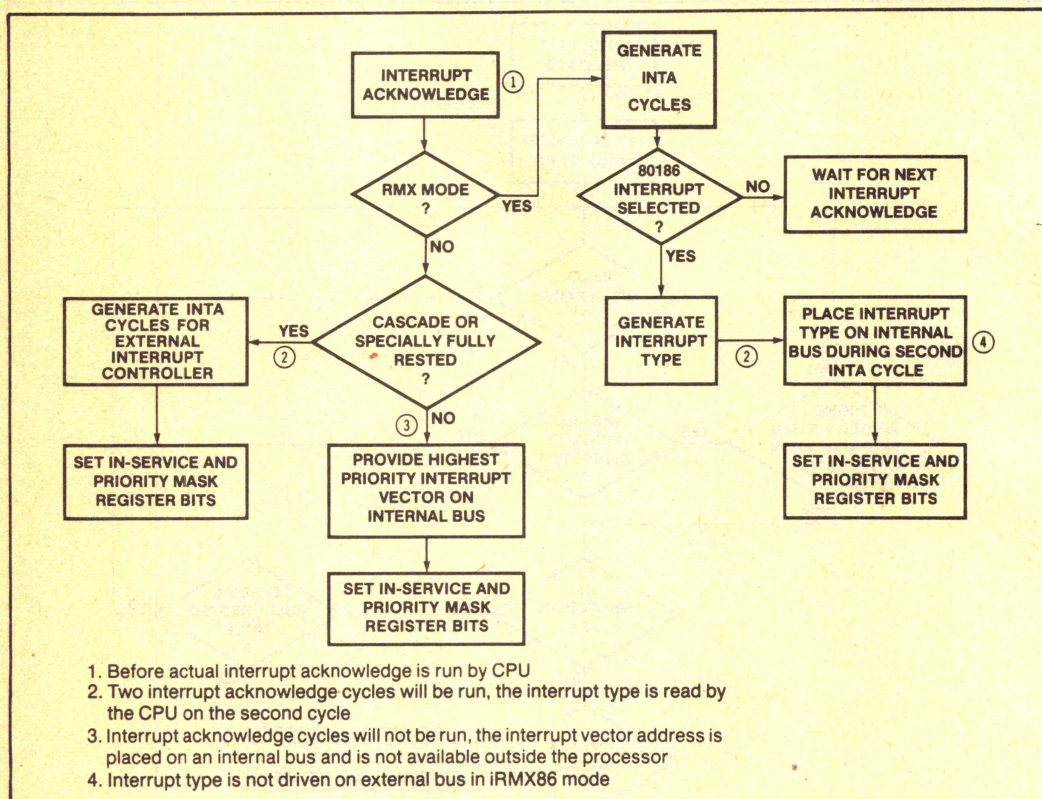 INTERRUPT
ACKNOWLEDGE
1
RMX MODE
?
YES
NO
GENERATE
INTA
CYCLES
80186
INTERRUPT
SELECTED
?
NO
WAIT FOR NEXT
INTERRUPT
ACKNOWLEDGE
YES
GENERATE
INTERRUPT
TYPE
2
PLACE INTERRUPT
TYPE ON INTERNAL
BUS DURING SECOND
INTA CYCLE
4
SET IN-SERVICE AND
PRIORITY MASK
REGISTER BITS
CASCADE OR
SPECIALLY FULLY
RESTED
?
YES
2
GENERATE INTA
CYCLES FOR
EXTERNAL
INTERRUPT
CONTROLLER
SET IN-SERVICE AND
PRIORITY MASK
REGISTER BITS
3
NO
PROVIDE HIGHEST
PRIORITY INTERRUPT
VECTOR ON
INTERNAL BUS
SET IN-SERVICE AND
PRIORITY MASK
REGISTER BITS
1. Before actual interrupt acknowledge is run by CPU
2. Two interrupt acknowledge cycles will be run, the interrupt type is read by
the CPU on the second cycle
3. Interrupt acknowledge cycles will not be run, the interrupt vector address is
placed on an internal bus and is not available outside the processor
4. Interrupt type is not driven on external bus in iRMX86 mode